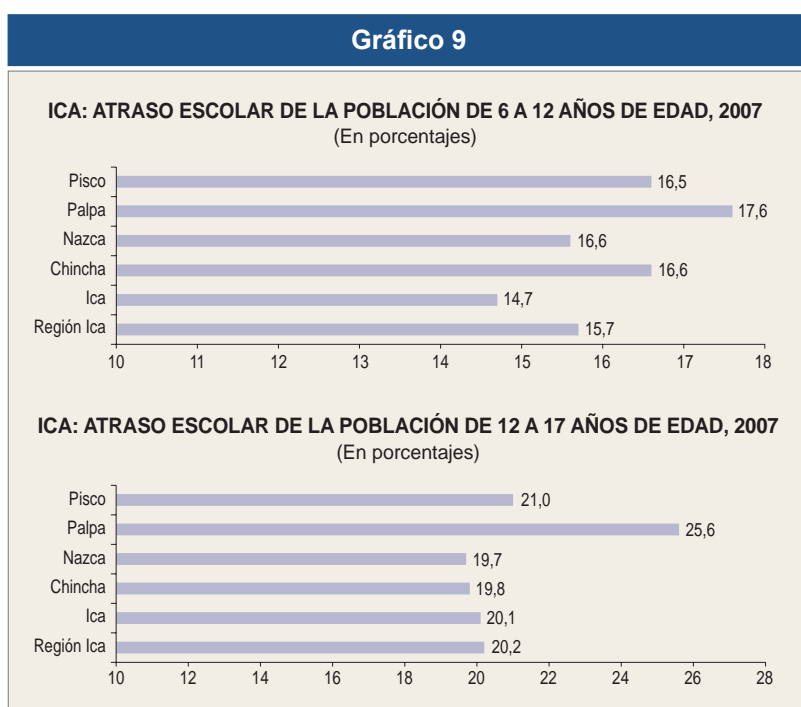 Gráfico 9
ICA: ATRASO ESCOLAR DE LA POBLACIÓN DE 6 A 12 AÑOS DE EDAD, 2007
(En porcentajes)
Pisco 16,5
Palpa 17,6
Nazca 16,6
Chincha 16,6
Ica 14,7
Región Ica 15,7
10 11 12 13 14 15 16 17 18
ICA: ATRASO ESCOLAR DE LA POBLACIÓN DE 12 A 17 AÑOS DE EDAD, 2007
(En porcentajes)
Pisco 21,0
Palpa 25,6
Nazca 19,7
Chincha 19,8
Ica 20,1
Región Ica 20,2
10 12 14 16 18 20 22 24 26 28